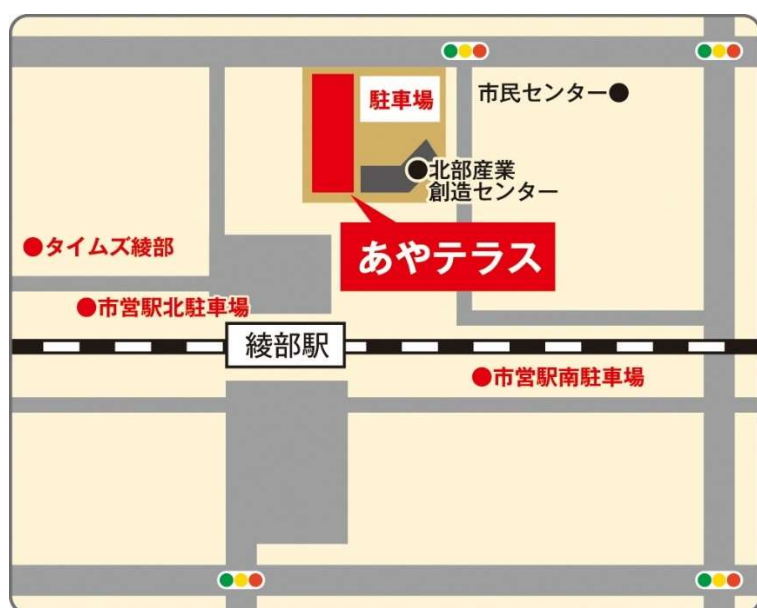 駐車場
市民センター
北部産業
創造センター
タイムズ綾部
あやテラス
市営駅北駐車場
綾部駅
市営駅南駐車場